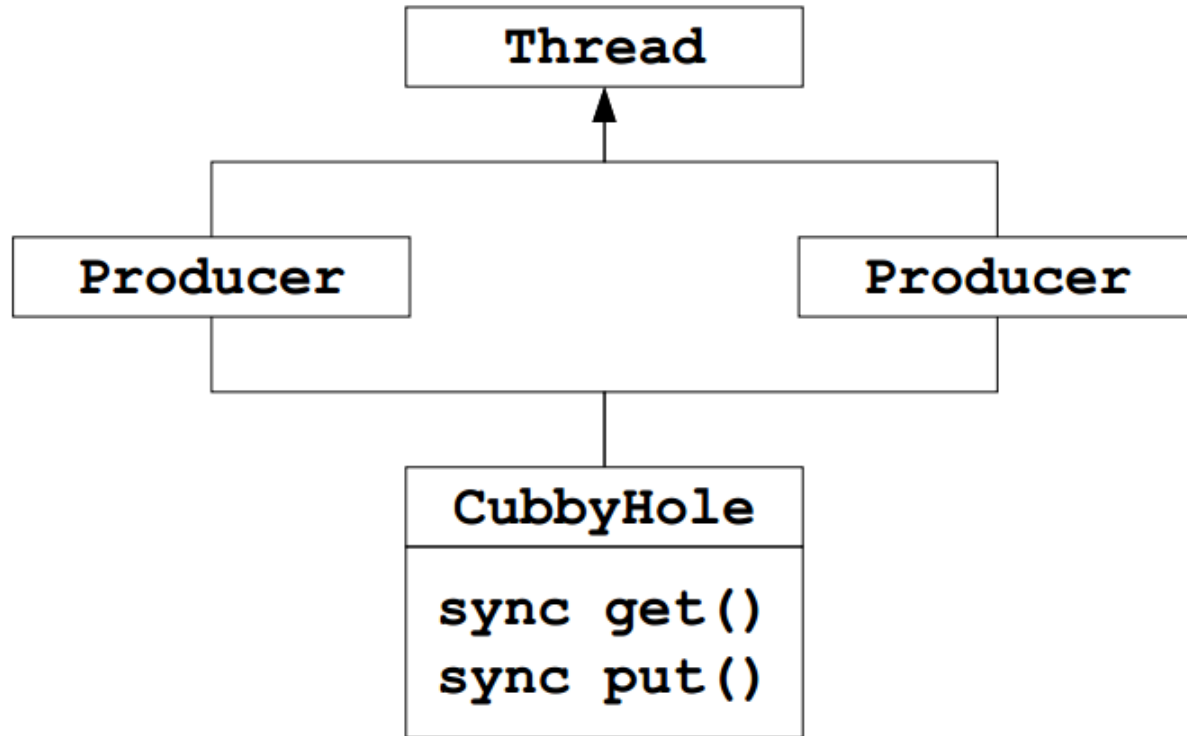 Thread
Producer
Producer
CubbyHole
sync get()
sync put()